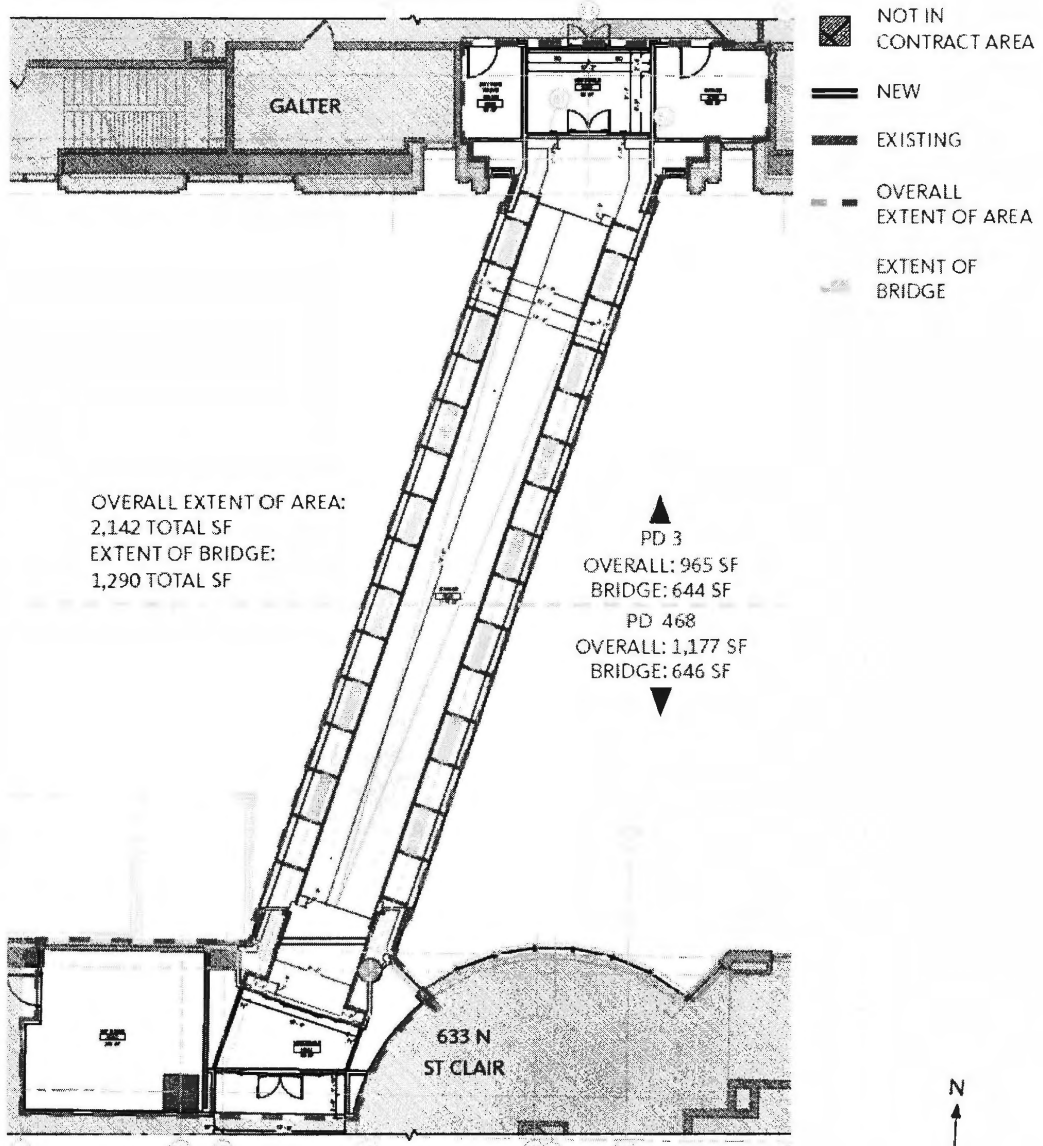 GALTER
NOT IN
CONTRACT AREA
NEW
EXISTING
OVERALL
EXTENT OF AREA
EXTENT OF
BRIDGE
OVERALL EXTENT OF AREA:
2,142 TOTAL SF
EXTENT OF BRIDGE:
1,290 TOTAL SF
PD 3
OVERALL: 965 SF
BRIDGE: 644 SF
PD 468
OVERALL: 1,177 SF
BRIDGE: 646 SF
633 N
ST CLAIR
N